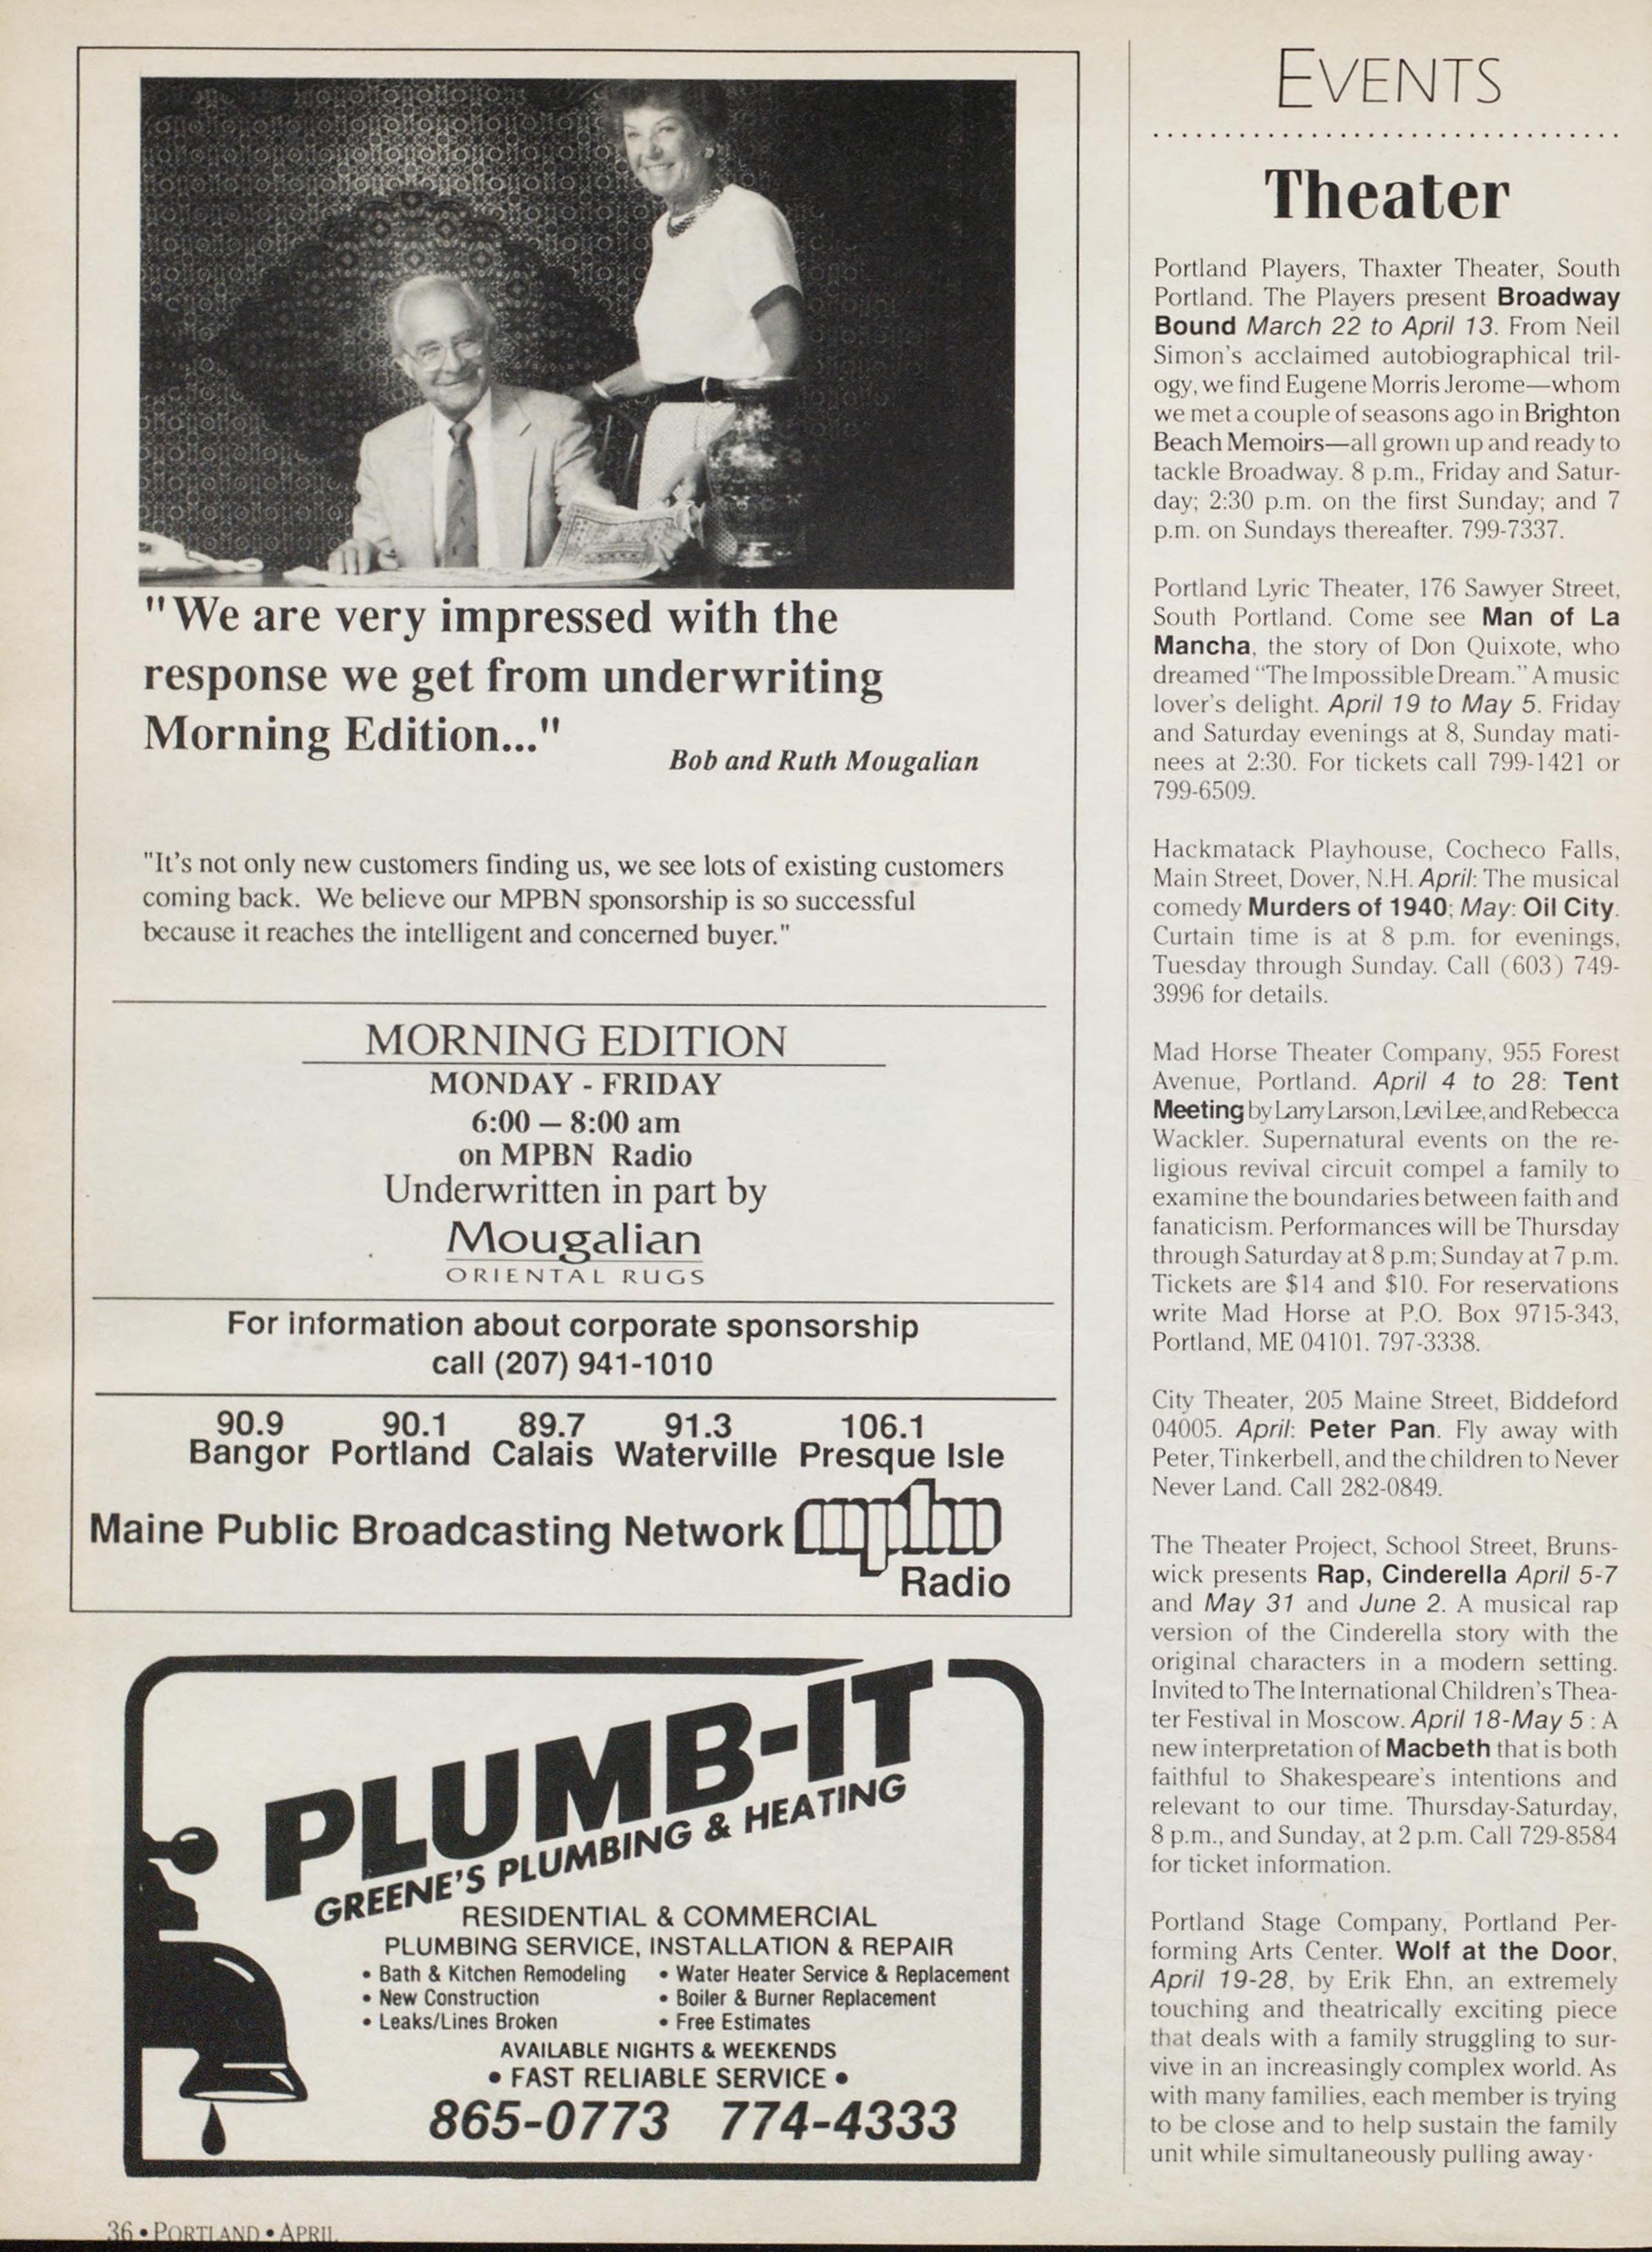 "We are very impressed with the
response we get from underwriting
Morning Edition..."
Bob and Ruth Mougalian
"It's not only new customers finding us, we see lots of existing customers
coming back. We believe our MPBN sponsorship is so successful
because it reaches the intelligent and concerned buyer."
MORNING EDITION
MONDAY - FRIDAY
6:00 – 8:00 am
on MPBN Radio
Underwritten in part by
Mougalian
ORIENTAL RUGS
For information about corporate sponsorship
call (207) 941-1010
90.9 90.1 89.7 91.3 106.1
Bangor Portland Calais Waterville Presque Isle
Maine Public Broadcasting Network mpbn
Radio
PLUMB-IT
GREENE'S PLUMBING & HEATING
RESIDENTIAL & COMMERCIAL
PLUMBING SERVICE, INSTALLATION & REPAIR
• Bath & Kitchen Remodeling • Water Heater Service & Replacement
• New Construction • Boiler & Burner Replacement
• Leaks/Lines Broken • Free Estimates
AVAILABLE NIGHTS & WEEKENDS
• FAST RELIABLE SERVICE •
865-0773 774-4333
EVENTS
Theater
Portland Players, Thaxter Theater, South
Portland. The Players present Broadway
Bound March 22 to April 13. From Neil
Simon's acclaimed autobiographical tril-
ogy, we find Eugene Morris Jerome—whom
we met a couple of seasons ago in Brighton
Beach Memoirs—all grown up and ready to
tackle Broadway. 8 p.m., Friday and Satur-
day; 2:30 p.m. on the first Sunday; and 7
p.m. on Sundays thereafter. 799-7337.
Portland Lyric Theater, 176 Sawyer Street,
South Portland. Come see Man of La
Mancha, the story of Don Quixote, who
dreamed "The Impossible Dream." A music
lover's delight. April 19 to May 5. Friday
and Saturday evenings at 8, Sunday mati-
nees at 2:30. For tickets call 799-1421 or
799-6509.
Hackmatack Playhouse, Cocheco Falls,
Main Street, Dover, N.H. April: The musical
comedy Murders of 1940; May: Oil City.
Curtain time is at 8 p.m. for evenings,
Tuesday through Sunday. Call (603) 749-
3996 for details.
Mad Horse Theater Company, 955 Forest
Avenue, Portland. April 4 to 28: Tent
Meeting by Larry Larson, Levi Lee, and Rebecca
Wackler. Supernatural events on the re-
ligious revival circuit compel a family to
examine the boundaries between faith and
fanaticism. Performances will be Thursday
through Saturday at 8 p.m; Sunday at 7 p.m.
Tickets are $14 and $10. For reservations
write Mad Horse at P.O. Box 9715-343,
Portland, ME 04101. 797-3338.
City Theater, 205 Maine Street, Biddeford
04005. April: Peter Pan. Fly away with
Peter, Tinkerbell, and the children to Never
Never Land. Call 282-0849.
The Theater Project, School Street, Bruns-
wick presents Rap, Cinderella April 5-7
and May 31 and June 2. A musical rap
version of the Cinderella story with the
original characters in a modern setting.
Invited to The International Children's Thea-
ter Festival in Moscow. April 18-May 5 : A
new interpretation of Macbeth that is both
faithful to Shakespeare's intentions and
relevant to our time. Thursday-Saturday,
8 p.m., and Sunday, at 2 p.m. Call 729-8584
for ticket information.
Portland Stage Company, Portland Per-
forming Arts Center. Wolf at the Door,
April 19-28, by Erik Ehn, an extremely
touching and theatrically exciting piece
that deals with a family struggling to sur-
vive in an increasingly complex world. As
with many families, each member is trying
to be close and to help sustain the family
unit while simultaneously pulling away·
36 • PORTLAND • APRIL